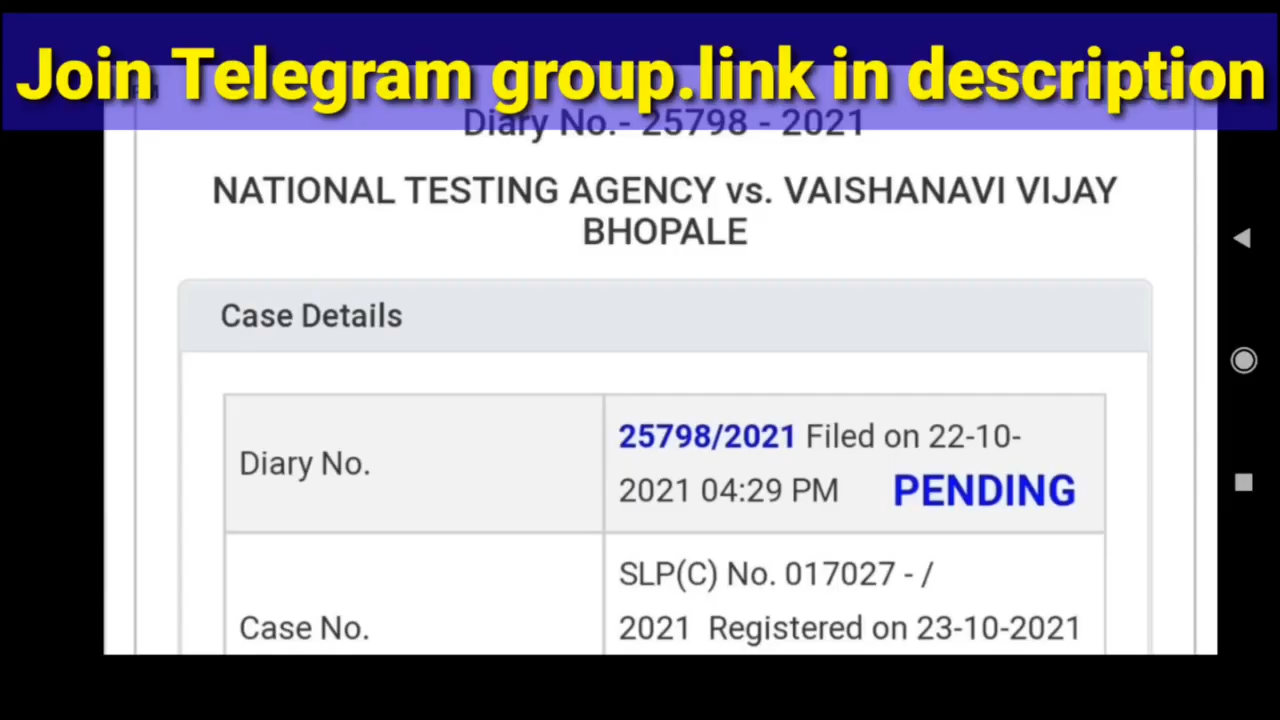 Join Telegram group.link in description
Diary No.- 25798 - 2021
NATIONAL TESTING AGENCY vs. VAISHANAVI VIJAY
BHOPALE
Case Details
Diary No.
25798/2021 Filed on 22-10-
2021 04:29 PM PENDING
Case No.
SLP(C) No. 017027 - /
2021 Registered on 23-10-2021